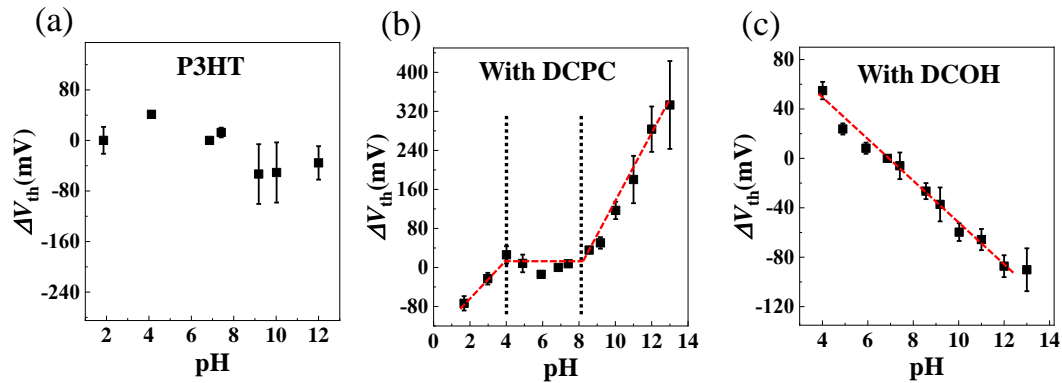 (a)
P3HT
ΔVth(mV)
80
0
-80
-160
-240
2 4 6 8 10 12
pH
(b)
With DCPC
ΔVth(mV)
400
320
240
160
80
0
-80
0 2 4 6 8 10 12 14
pH
(c)
With DCOH
ΔVth(mV)
80
40
0
-40
-80
-120
4 6 8 10 12 14
pH